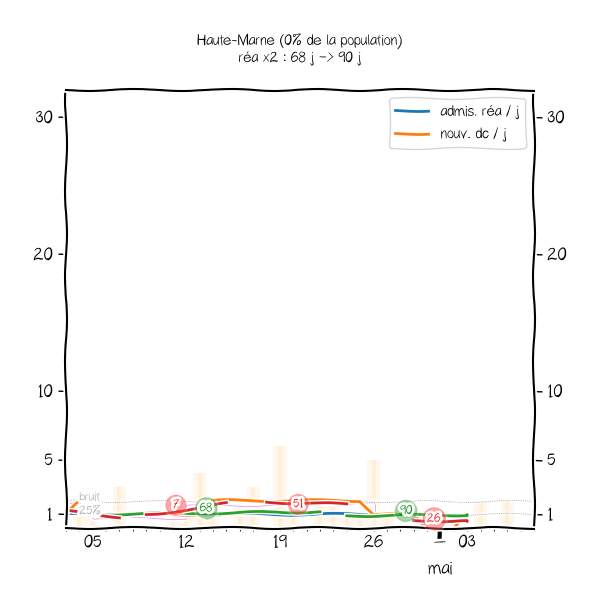 Haute-Marne (0% de la population)
réa x2 : 68 j -> 90 j
admis. réa / j
nouv. dc / j
30 30
20 20
10 10
5 5
bruit
25%
7 68 51 90 26
1 1
05 12 19 26 03
mai